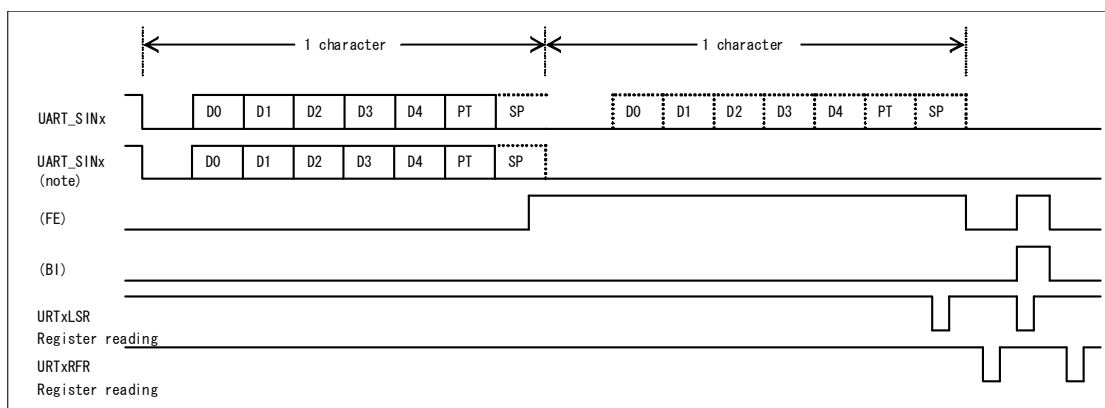 1 character 1 character
UART_SINx D0 D1 D2 D3 D4 PT SP D0 D1 D2 D3 D4 PT SP
UART_SINx D0 D1 D2 D3 D4 PT SP
(note)
(FE)
(BI)
URTxLSR
Register reading
URTxRFR
Register reading